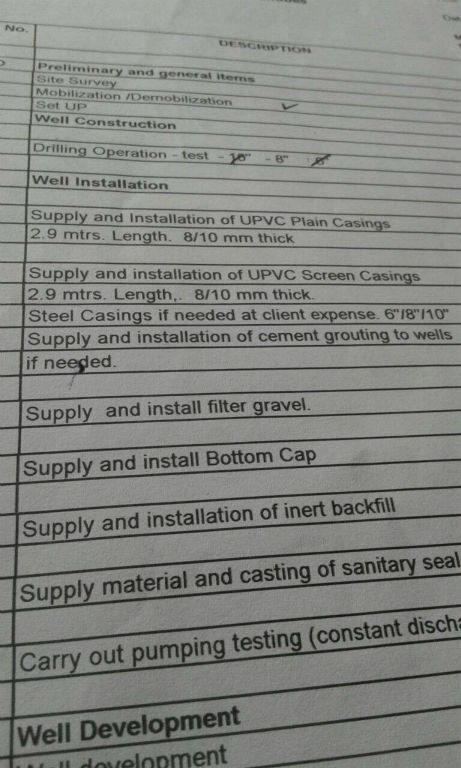 No.
DESCRIPTION
Preliminary and general items
Site Survey
Mobilization /Demobilization
Set UP
Well Construction
Drilling Operation - test - 10" - 8" : 6"
Well Installation
Supply and Installation of UPVC Plain Casings
2.9 mtrs. Length. 8/10 mm thick
Supply and installation of UPVC Screen Casings
2.9 mtrs. Length,. 8/10 mm thick.
Steel Casings if needed at client expense. 6"/8"/10"
Supply and installation of cement grouting to wells
if needed.
Supply and install filter gravel.
Supply and install Bottom Cap
Supply and installation of inert backfill
Supply material and casting of sanitary seal
Carry out pumping testing (constant discha
Well Development
Well development